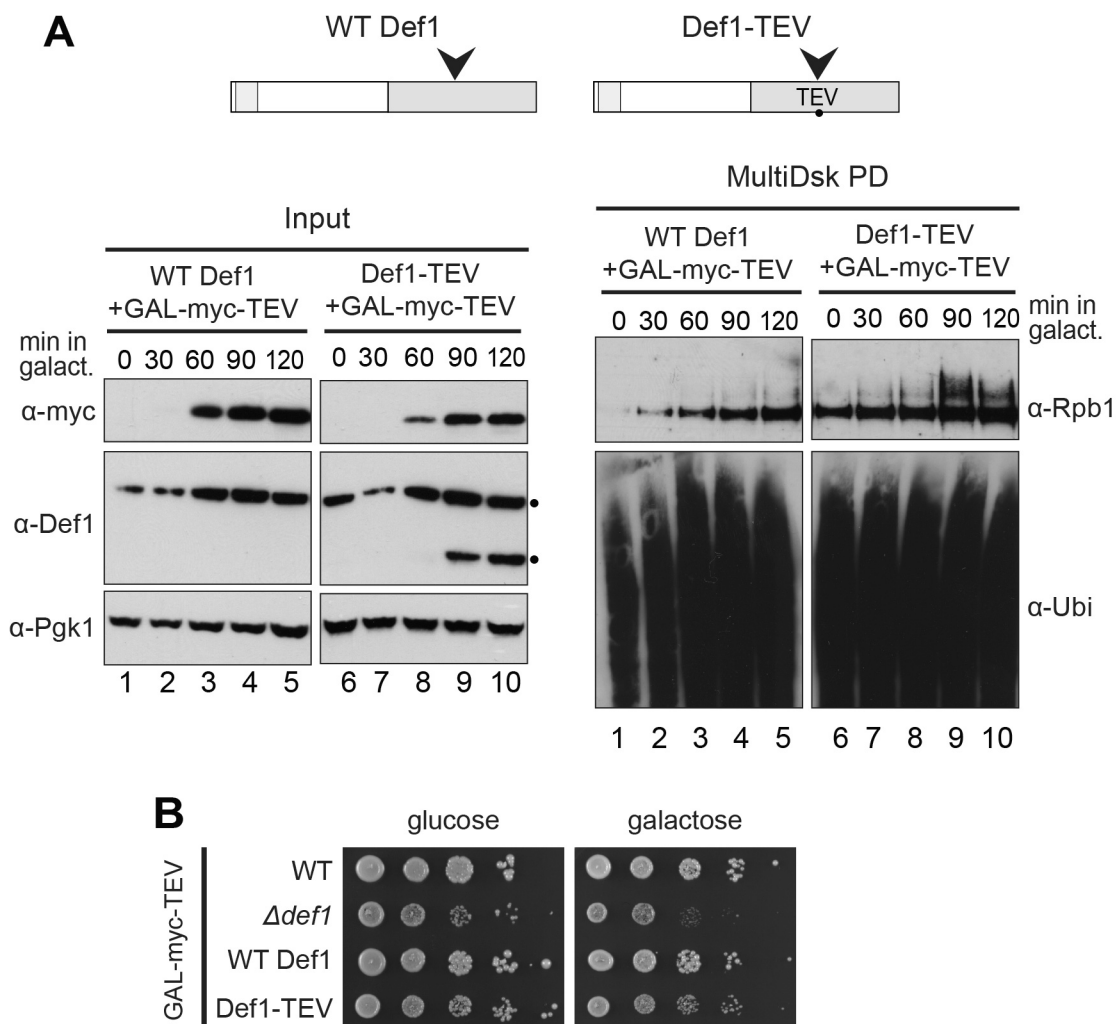 A
WT Def1
Def1-TEV
TEV
Input
WT Def1
+GAL-myc-TEV
Def1-TEV
+GAL-myc-TEV
min in
galact.
0 30 60 90 120
0 30 60 90 120
α-myc
α-Def1
α-Pgk1
1 2 3 4 5
6 7 8 9 10
MultiDsk PD
WT Def1
+GAL-myc-TEV
Def1-TEV
+GAL-myc-TEV
0 30 60 90 120
0 30 60 90 120
min in
galact.
α-Rpb1
α-Ubi
1 2 3 4 5
6 7 8 9 10
B
glucose
galactose
GAL-myc-TEV
WT
Δdef1
WT Def1
Def1-TEV